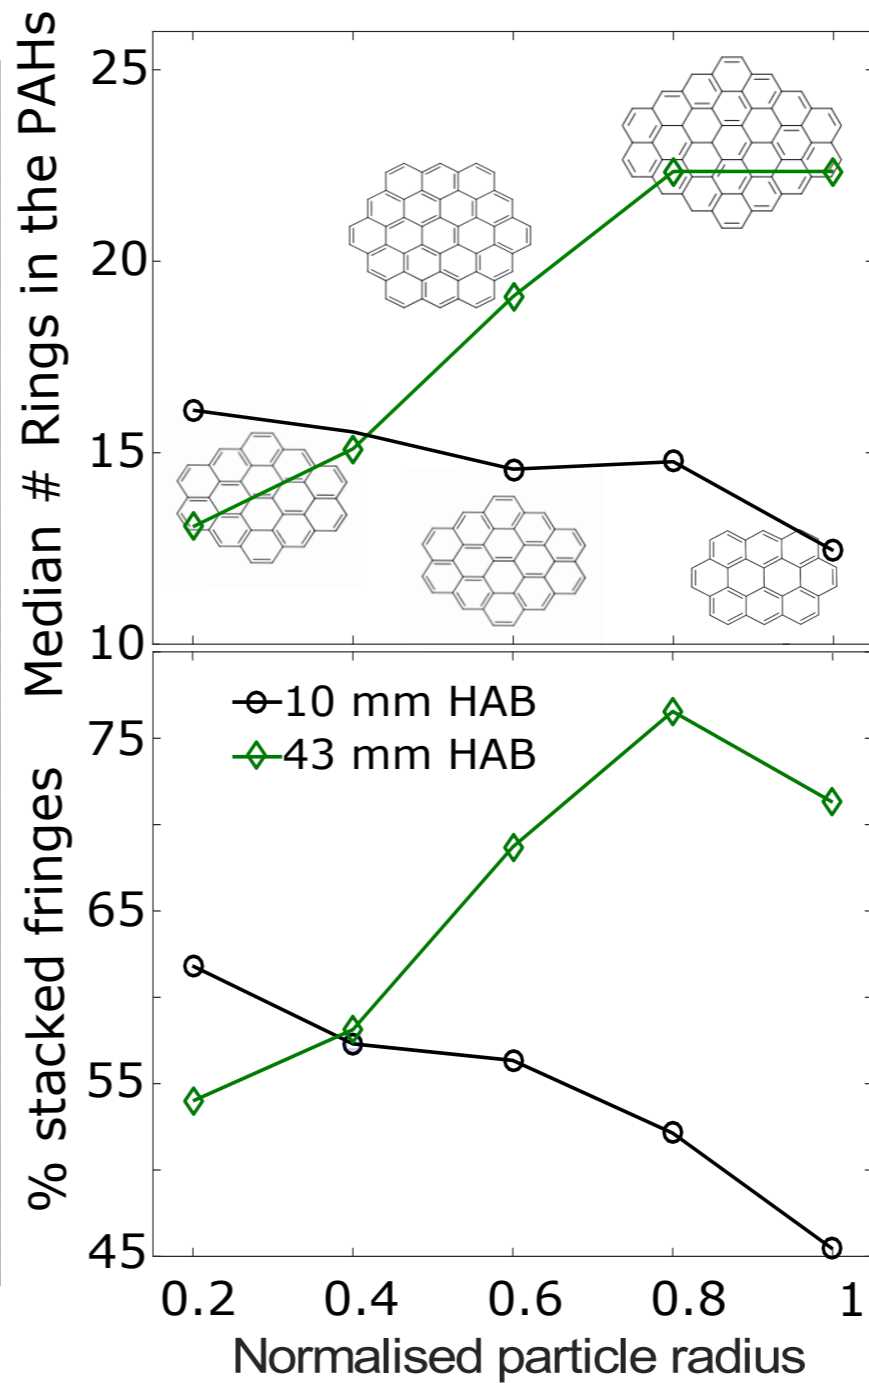 Median # Rings in the PAHs
25
20
15
10
10 mm HAB
43 mm HAB
% stacked fringes
75
65
55
45
0.2 0.4 0.6 0.8 1
Normalised particle radius